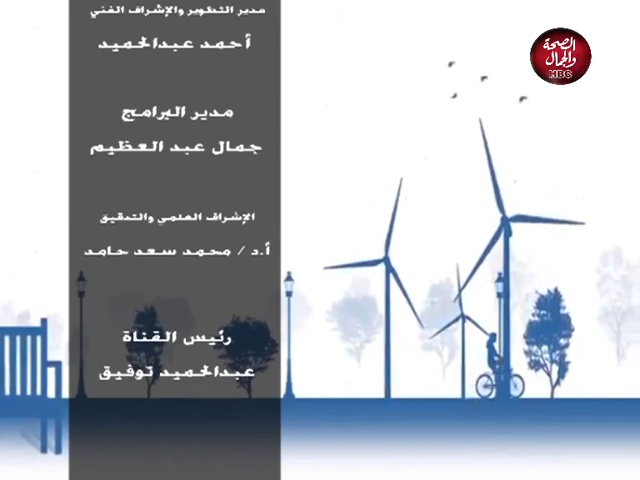 مدير التطوير والإشراف الفني
أحمد عبدالحميد
مدير البرامج
جمال عبد العظيم
الإشراف العلمي والتدقيق
أ.د / محمد سعد حامد
رئيس القناة
عبدالحميد توفيق
الصحة
والجمال
HBC